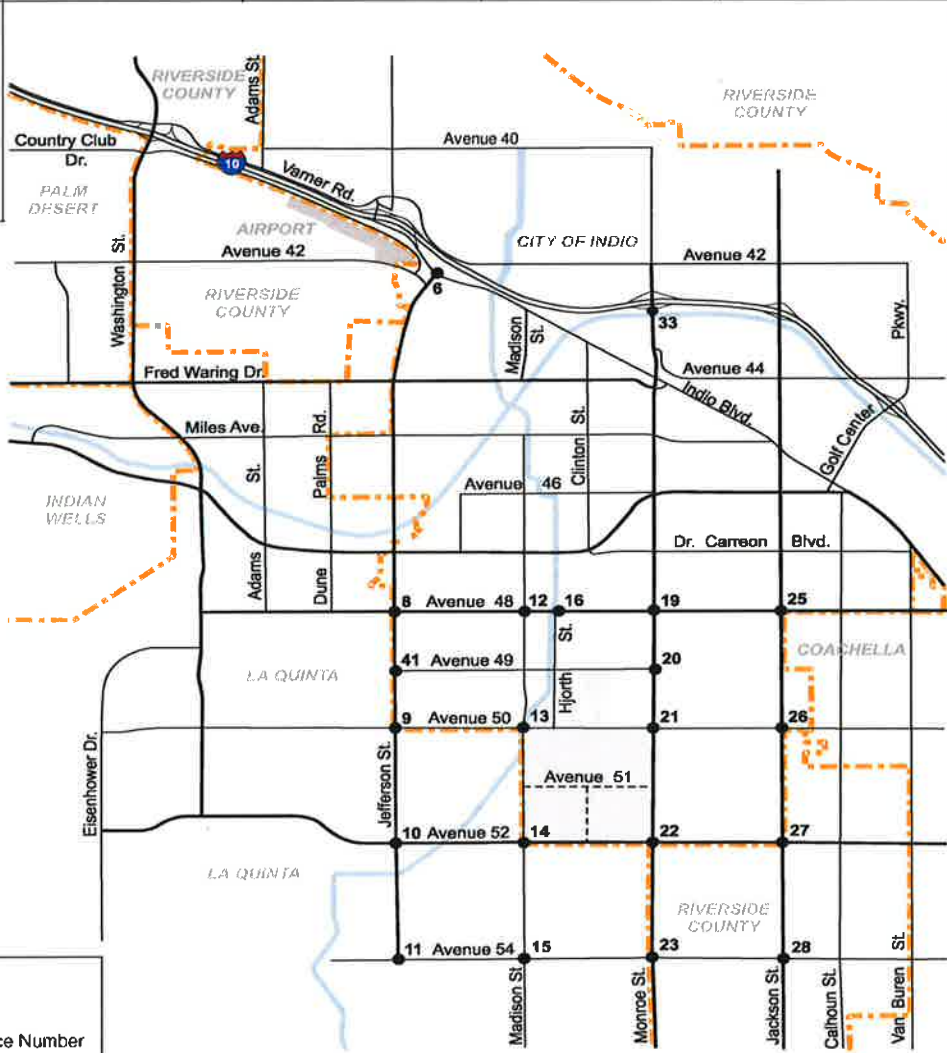 RIVERSIDE
COUNTY
Adams St.
RIVERSIDE
COUNTY
Country Club
Dr.
10
Avenue 40
Varner Rd.
PALM
DESERT
AIRPORT
CITY OF INDIO
Washington St.
Avenue 42
Avenue 42
RIVERSIDE
COUNTY
6
33
Madison
St.
Pkwy.
Fred Waring Dr.
Avenue 44
Indio Blvd.
Miles Ave.
Clinton St.
Golf Center
St.
Palms Rd.
Avenue 46
INDIAN
WELLS
Dr. Carreon Blvd.
Adams
Dune
8 Avenue 48 12 16 19 25
St.
Hjorth
41 Avenue 49 20
LA QUINTA
COACHELLA
9 Avenue 50 13 21 26
Eisenhower Dr.
Jefferson St.
Avenue 51
10 Avenue 52 14 22 27
LA QUINTA
RIVERSIDE
COUNTY
11 Avenue 54 15 23 28
Madison St
Monroe St.
Jackson St.
Calhoun St.
Van Buren St.
ce Number